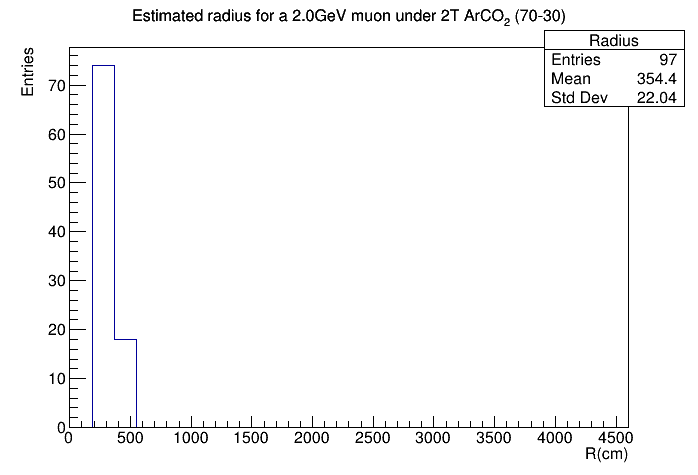 Estimated radius for a 2.0GeV muon under 2T ArCO₂ (70-30)
Radius
Entries 97
Mean 354.4
Std Dev 22.04
Entries
70
60
50
40
30
20
10
0
0 500 1000 1500 2000 2500 3000 3500 4000 4500
R(cm)